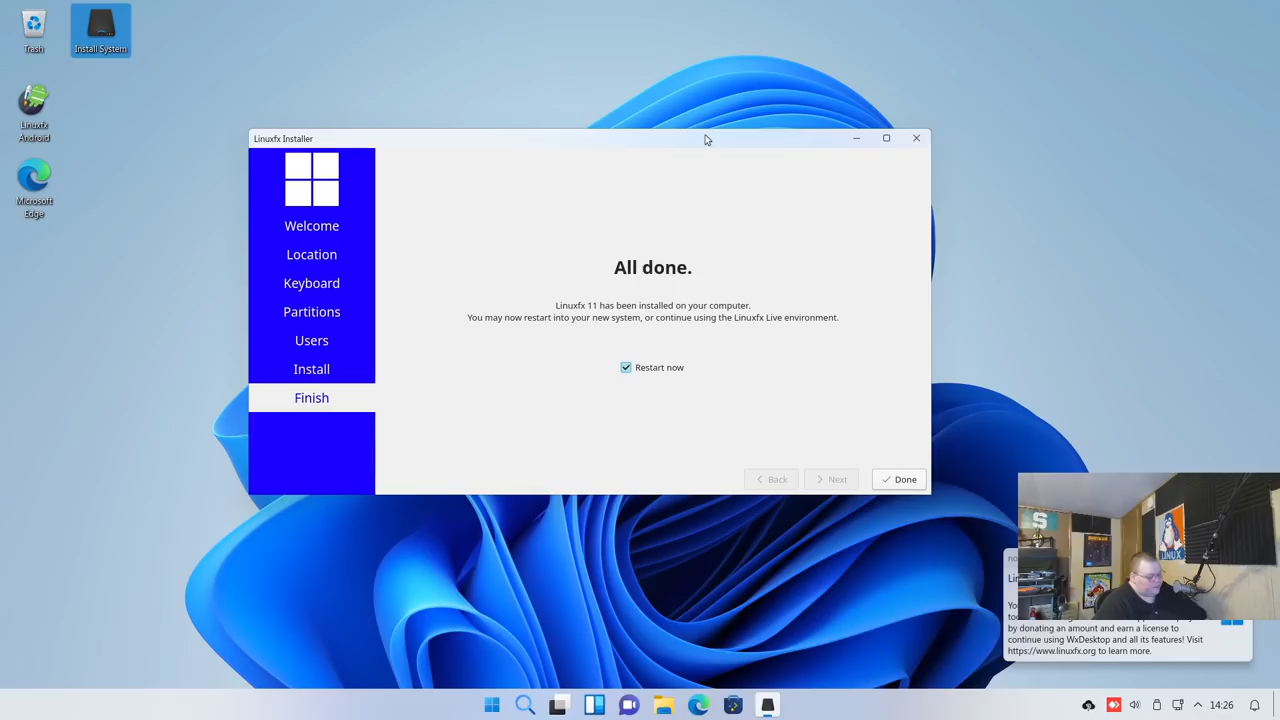 Trash
Install System
Linuxfx
Android
Microsoft
Edge
Linuxfx Installer
Welcome
Location
Keyboard
Partitions
Users
Install
Finish
All done.
Linuxfx 11 has been installed on your computer.
You may now restart into your new system, or continue using the Linuxfx Live environment.
Restart now
Back
Next
Done
S
LINUX
by donating an amount and earn a license to
continue using WxDesktop and all its features! Visit
https://www.linuxfx.org to learn more.
14:26